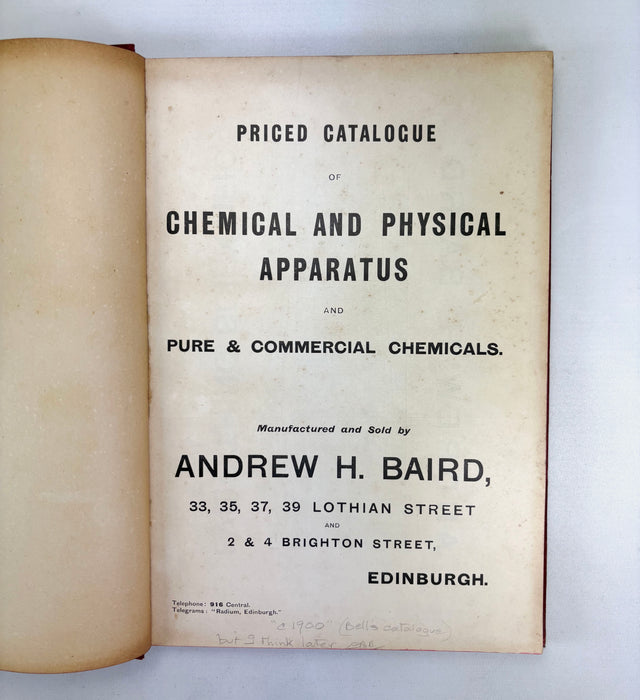 PRICED CATALOGUE
OF
CHEMICAL AND PHYSICAL
APPARATUS
AND
PURE & COMMERCIAL CHEMICALS.
Manufactured and Sold by
ANDREW H. BAIRD,
33, 35, 37, 39 LOTHIAN STREET
AND
2 & 4 BRIGHTON STREET,
EDINBURGH.
Telephone: 916 Central.
Telegrams: "Radium, Edinburgh."
"c 1900" (Bells catalogue)
but I think later one